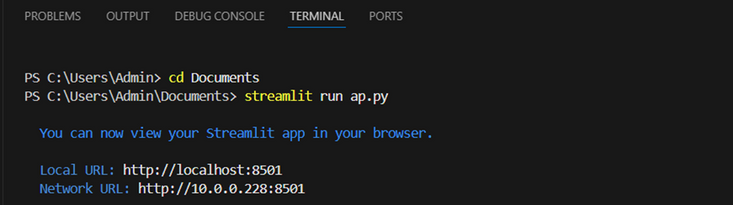 PROBLEMS OUTPUT DEBUG CONSOLE TERMINAL PORTS
PS C:\Users\Admin> cd Documents
PS C:\Users\Admin\Documents> streamlit run ap.py
You can now view your Streamlit app in your browser.
Local URL: http://localhost:8501
Network URL: http://10.0.0.228:8501